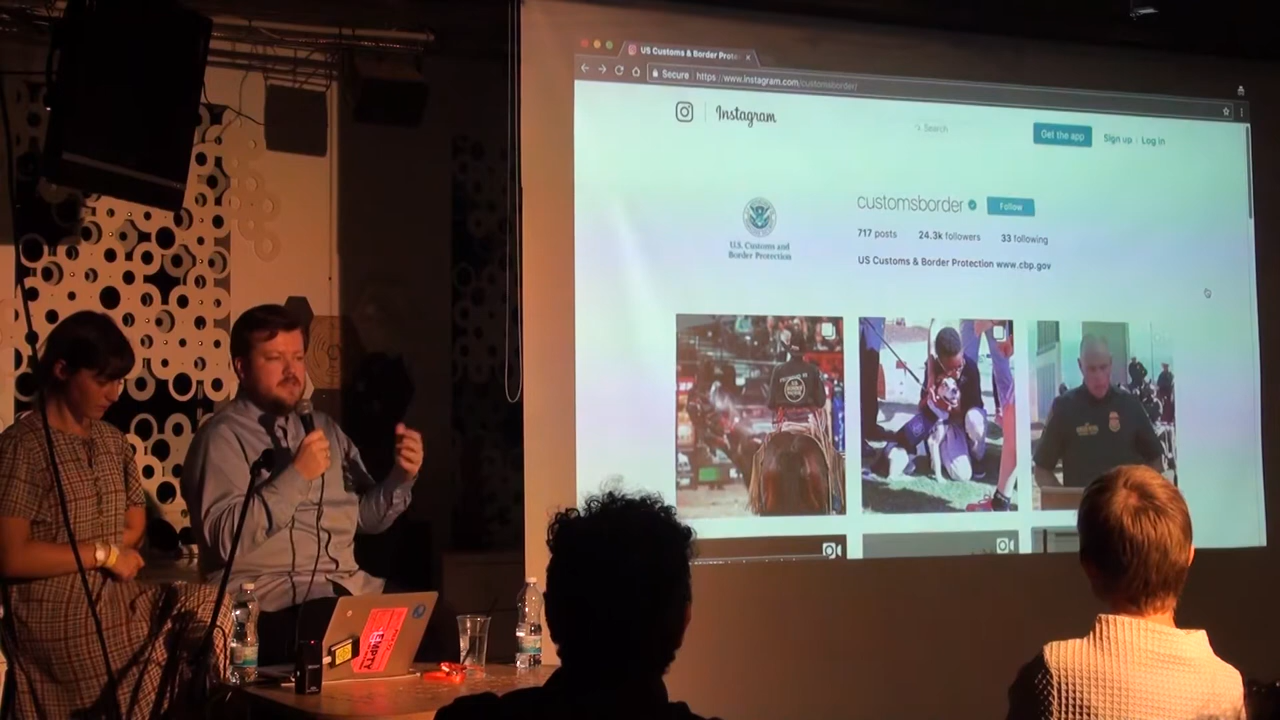 US Customs & Border Prote
Secure https://www.instagram.com/customsborder/
Instagram
Search
Get the app
Sign up | Log in
customsborder
Follow
717 posts 24.3k followers 33 following
US Customs & Border Protection www.cbp.gov
U.S. Customs and
Border Protection
EMPTY